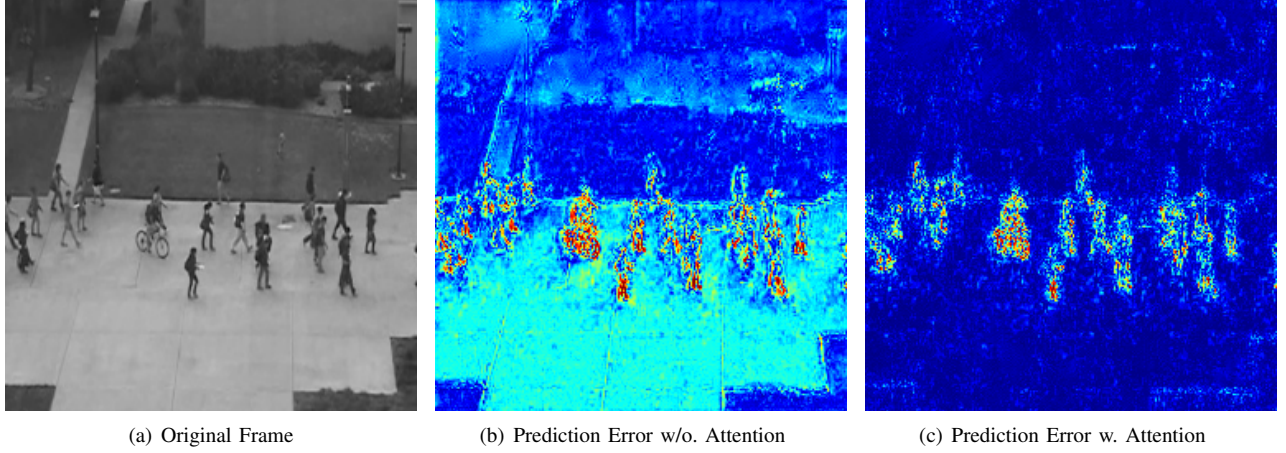 (a) Original Frame
(b) Prediction Error w/o. Attention
(c) Prediction Error w. Attention